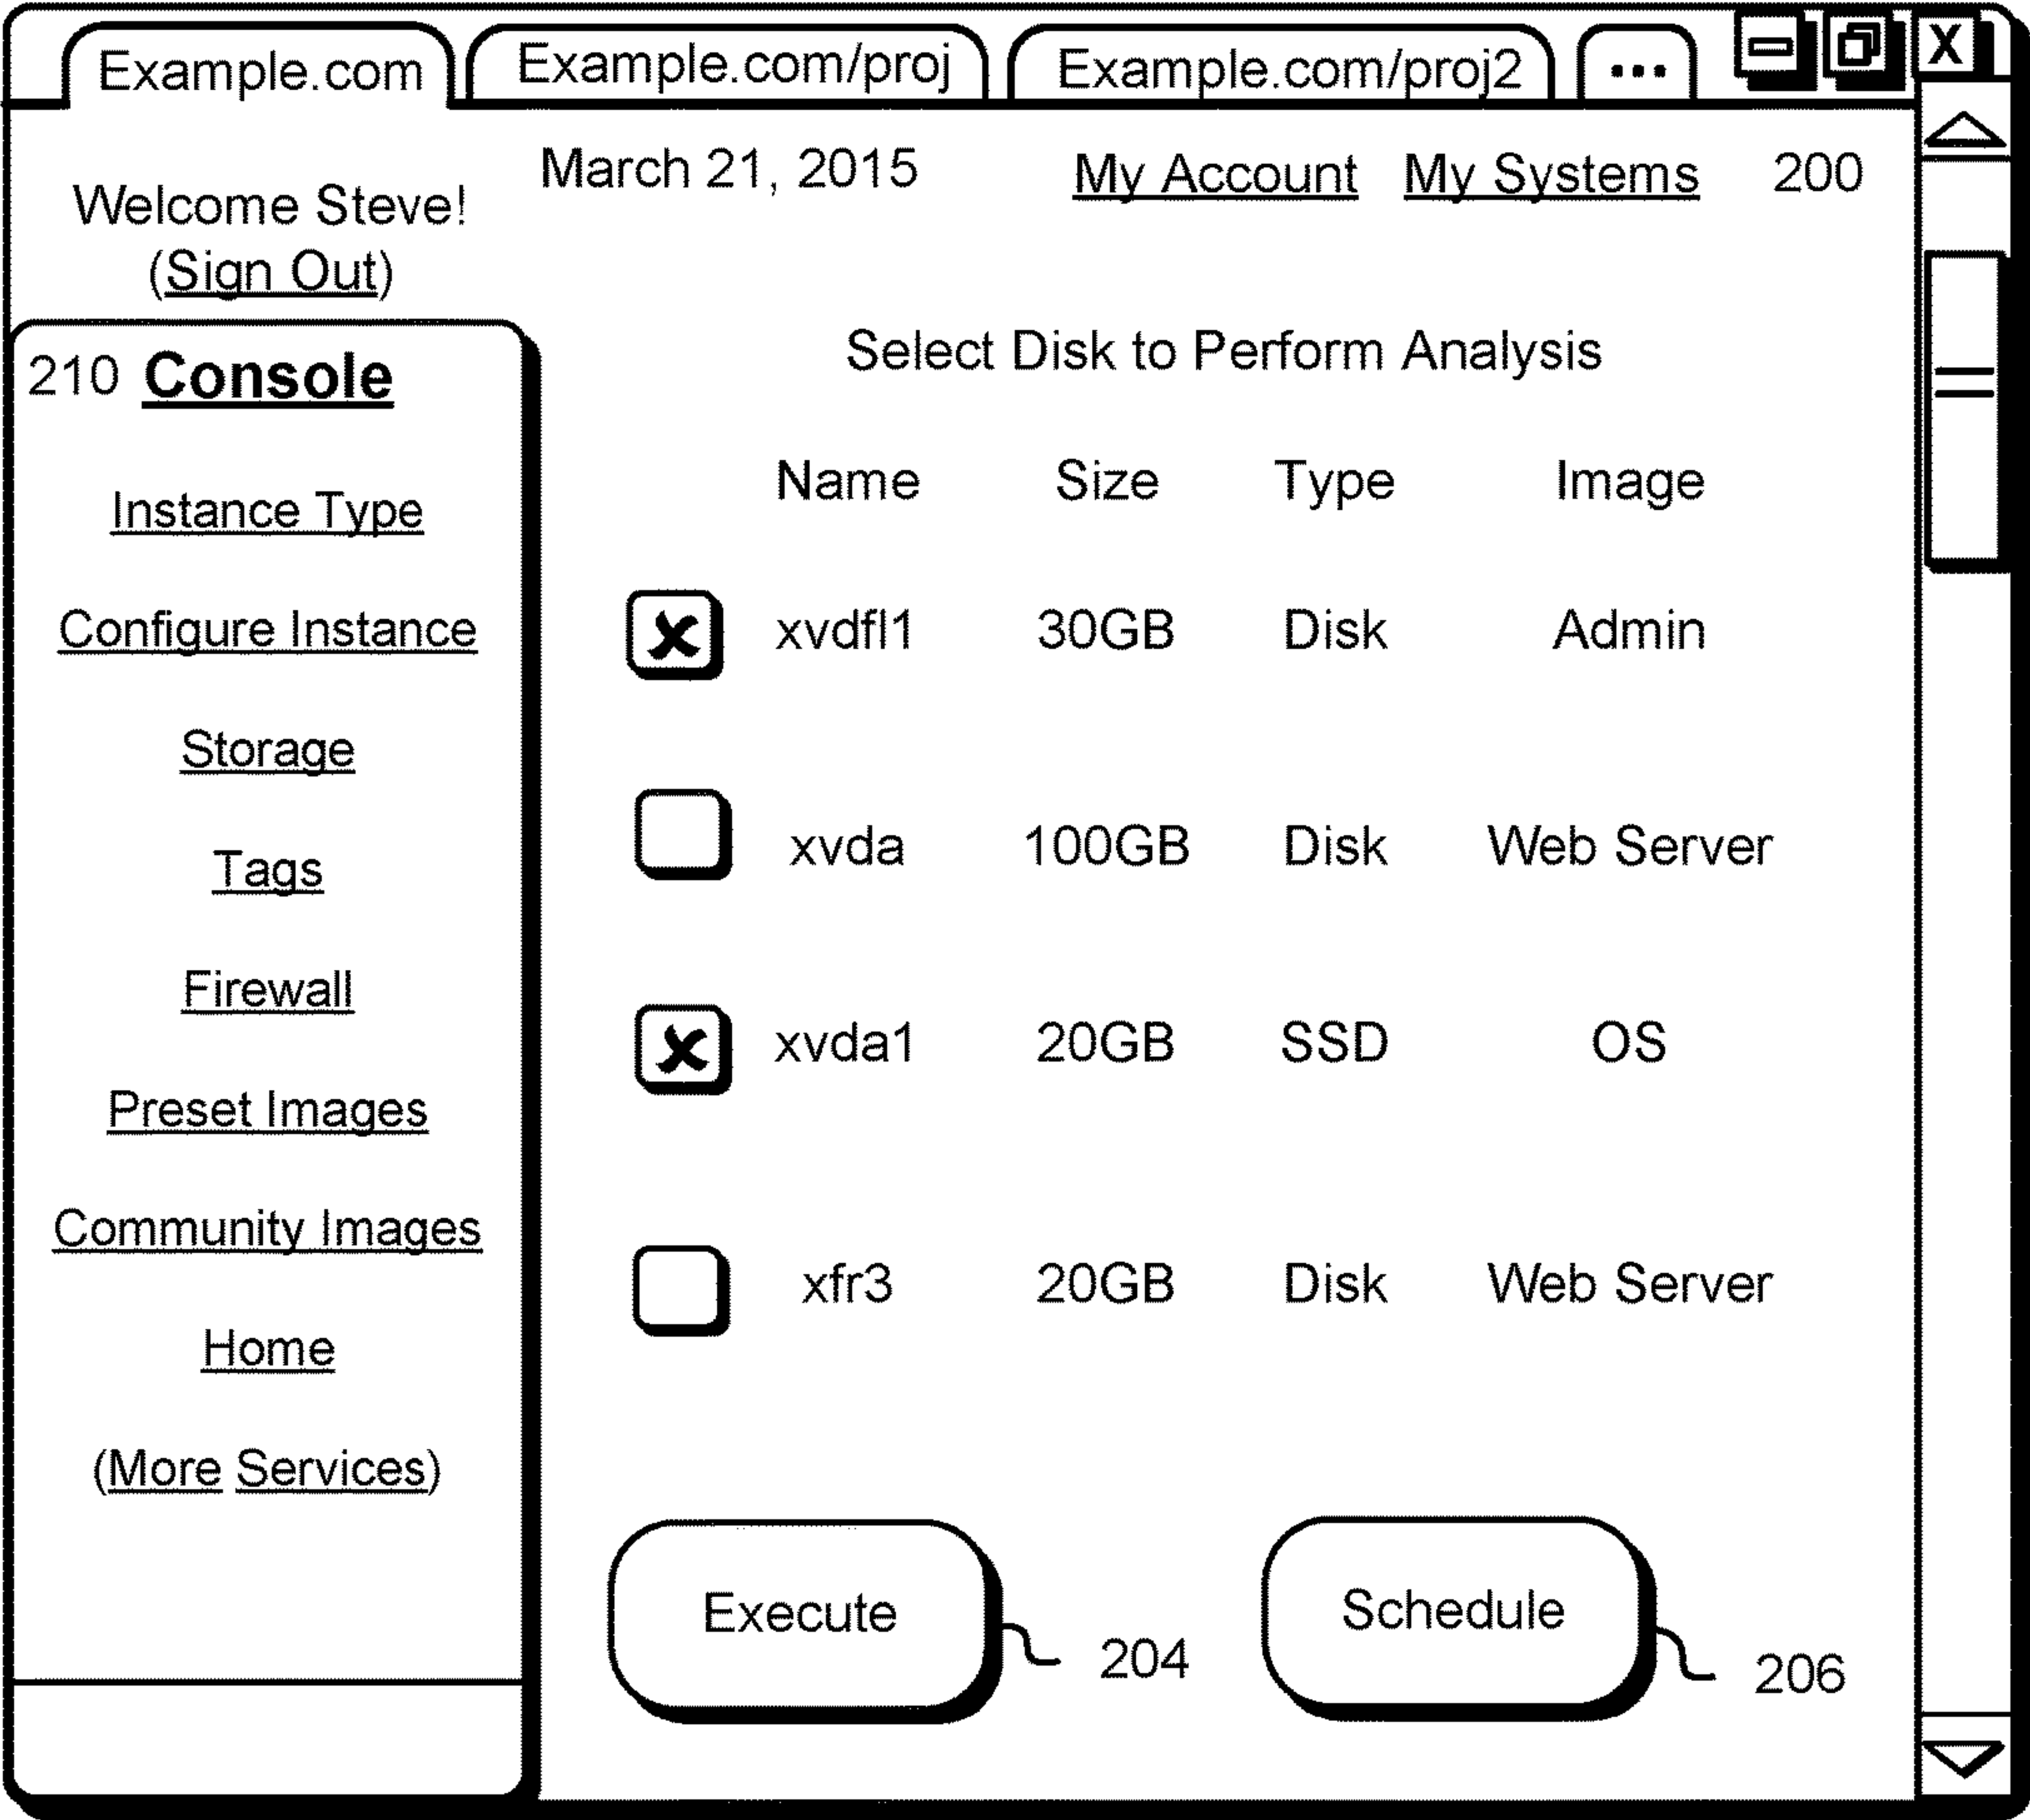 Example.com Example.com/proj Example.com/proj2 ... X
March 21, 2015 My Account My Systems 200
Welcome Steve!
(Sign Out)
210 Console
Instance Type
Configure Instance
Storage
Tags
Firewall
Preset Images
Community Images
Home
(More Services)
Select Disk to Perform Analysis
Name Size Type Image
xvdfl1 30GB Disk Admin
xvda 100GB Disk Web Server
xvda1 20GB SSD OS
xfr3 20GB Disk Web Server
Execute 204 Schedule 206